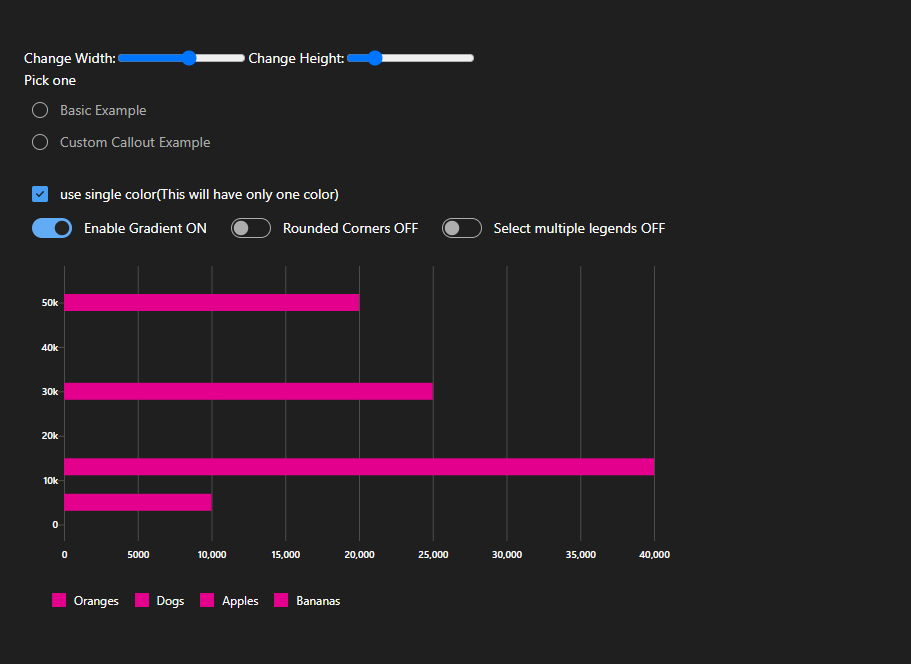 Change Width: Change Height:
Pick one
Basic Example
Custom Callout Example
use single color(This will have only one color)
Enable Gradient ON Rounded Corners OFF Select multiple legends OFF
50k
40k
30k
20k
10k
0
0 5000 10,000 15,000 20,000 25,000 30,000 35,000 40,000
Oranges Dogs Apples Bananas